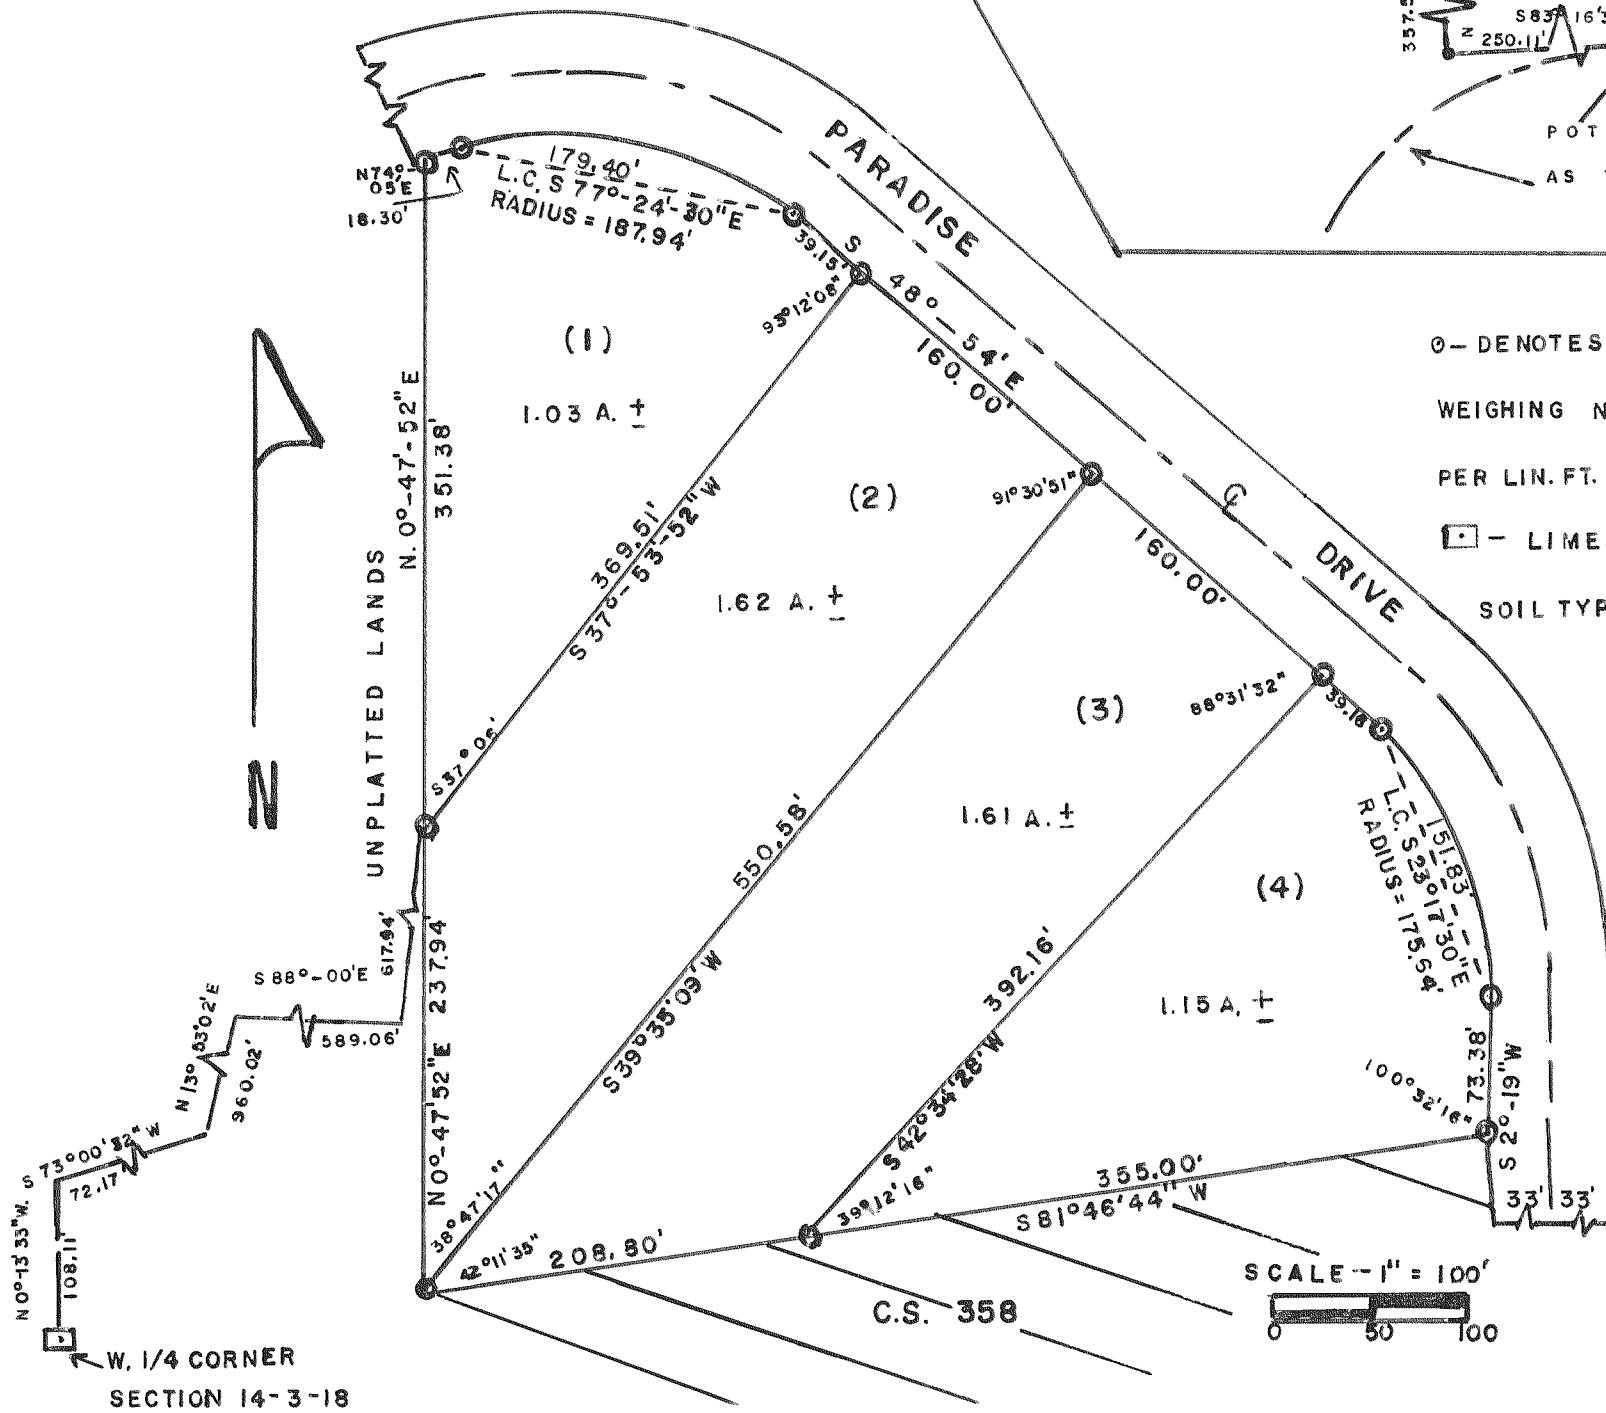 357.5
N
S83° 16'3
250.11'
POT
AS
PARADISE
DRIVE
N74°-
05'E
18.30'
179.40'
L.C. S 77°-24'-30"E
RADIUS = 187.94'
39.15'
S 48°—54' E
93°12'08"
160.00'
(1)
1.03 A. ±
N. 0°-47'-52" E
351.38'
UNPLATTED LANDS
369.51'
S 37°-53'-52" W
(2)
1.62 A. ±
91°30'51"
160.00'
⊙— DENOTES
WEIGHING N
PER LIN. FT.
⊡ — LIME
SOIL TYP
S37°06'
550.58'
S39°35'09" W
(3)
1.61 A. ±
88°31'32"
39.18
151.83'
L.C. S 23°17'30"E
RADIUS = 175.64'
(4)
1.15 A. ±
392.16'
S 42°34'28" W
73.38'
S 2°-19" W
100°32'16"
N
617.94'
237.94'
N0°-47'52"E
S 88°-00'E
589.06'
N 13° 53'02" E
960.02'
S 73°00'32" W
72.17
N 0°-13'33" W.
108.11'
38°47'17"
42°11'35"
208.80'
39°12'16"
355.00'
S81°46'44" W
33' 33'
C.S. 358
SCALE — 1" = 100'
0 50 100
W. 1/4 CORNER
SECTION 14-3-18